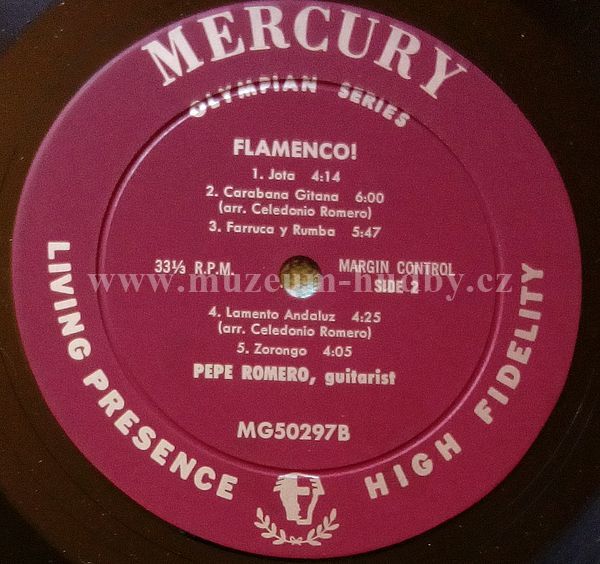 MERCURY
OLYMPIAN SERIES
FLAMENCO!
1. Jota 4:14
2. Carabana Gitana 6:00
(arr. Celedonio Romero)
3. Farruca y Rumba 5:47
33⅓ R.P.M.
MARGIN CONTROL
SIDE 2
www.muzeum-hudby.cz
4. Lamento Andaluz 4:25
(arr. Celedonio Romero)
5. Zorongo 4:05
PEPE ROMERO, guitarist
MG50297B
LIVING PRESENCE
HIGH FIDELITY